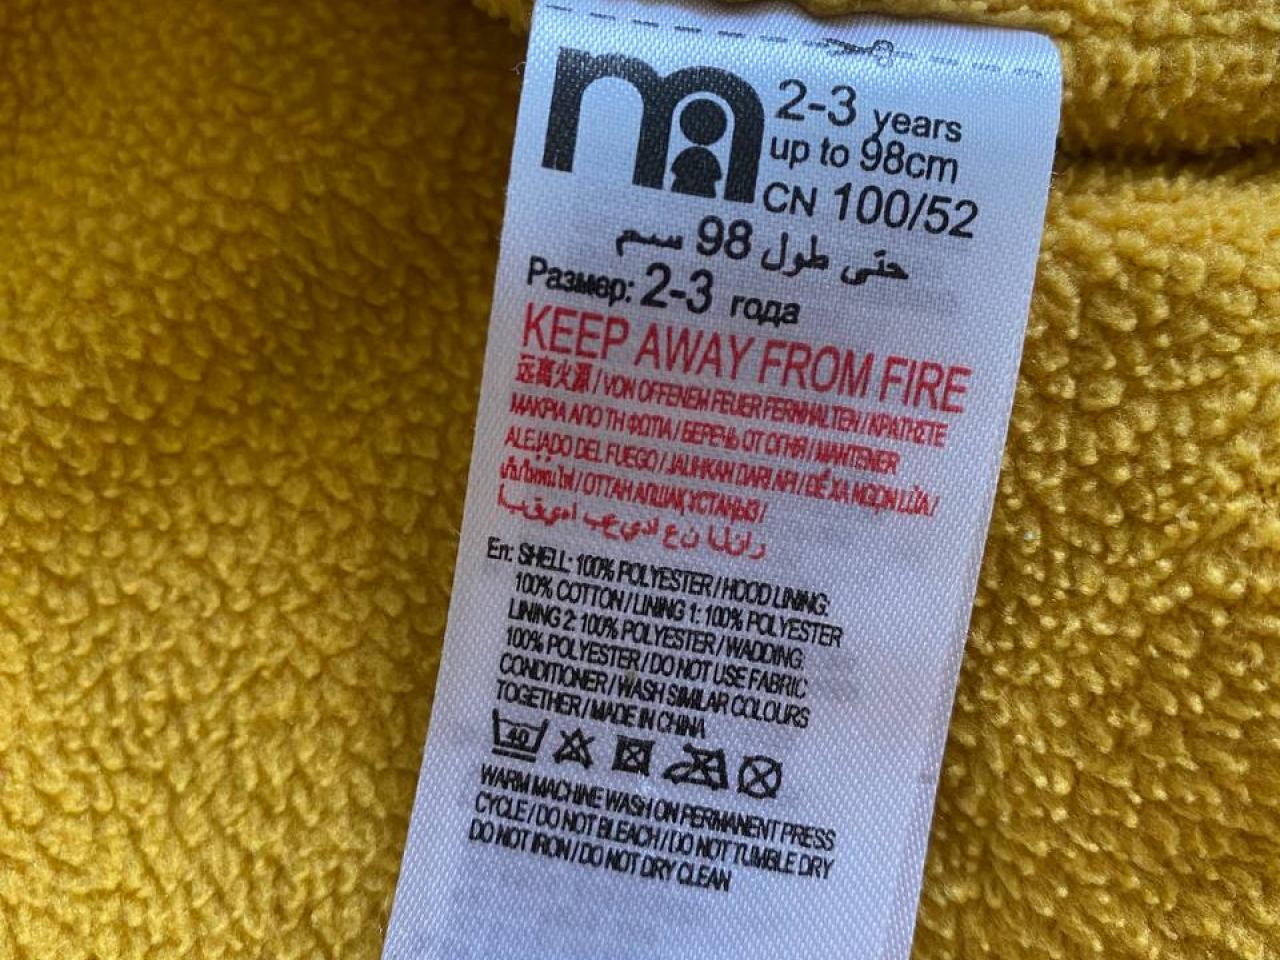 2-3 years
up to 98cm
CN 100/52
حتى طول 98 سم
Размер: 2-3 года
KEEP AWAY FROM FIRE
远离火源 / VON OFFENEM FEUER FERNHALTEN / ΚΡΑΤΗΣΤΕ
ΜΑΚΡΙΑ ΑΠΟ ΤΗ ΦΩΤΙΑ / БЕРЕЧЬ ОТ ОГНЯ / MANTENER
ALEJADO DEL FUEGO / JAUHKAN DARI API / ĐỂ XA NGỌN LỬA /
ОТТАН АЛШАҚ ҰСТАҢЫЗ /
En: SHELL: 100% POLYESTER / HOOD LINING:
100% COTTON / LINING 1: 100% POLYESTER
LINING 2: 100% POLYESTER / WADDING:
100% POLYESTER / DO NOT USE FABRIC
CONDITIONER / WASH SIMILAR COLOURS
TOGETHER / MADE IN CHINA
40
WARM MACHINE WASH ON PERMANENT PRESS
CYCLE / DO NOT BLEACH / DO NOT TUMBLE DRY
DO NOT IRON / DO NOT DRY CLEAN